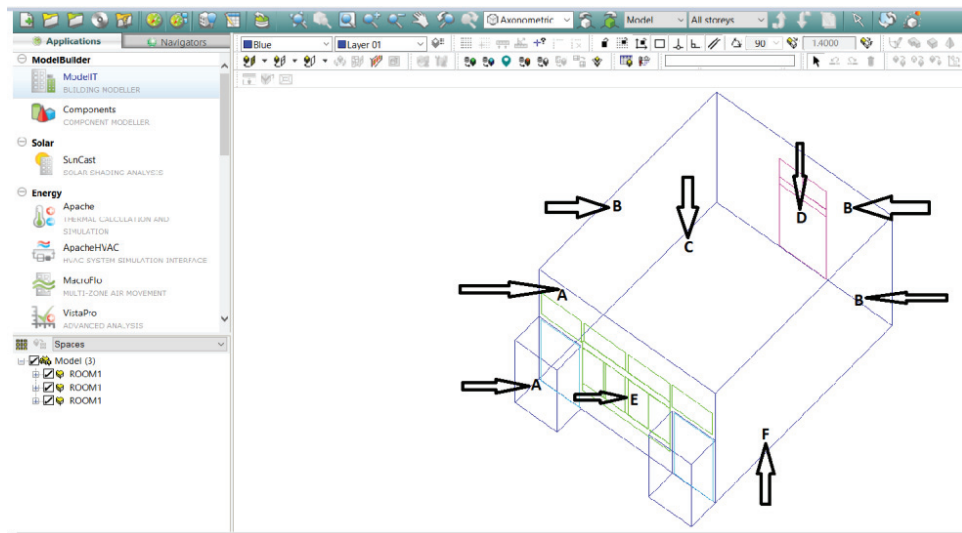 Axonometric Model All storeys
Applications Navigators
Blue Layer 01 90 1.4000
ModelBuilder
ModelIT
BUILDING MODELLER
Components
COMPONENT MODELLER
Solar
SunCast
SOLAR SHADING ANALYSIS
Energy
Apache
THERMAL CALCULATION AND
SIMULATION
ApacheHVAC
HVAC SYSTEM SIMULATION INTERFACE
MacroFlo
MULTI-ZONE AIR MOVEMENT
VistaPro
ADVANCED ANALYSIS
Spaces
Model (3)
ROOM1
ROOM1
ROOM1
B
D
B
C
A
B
A
E
F